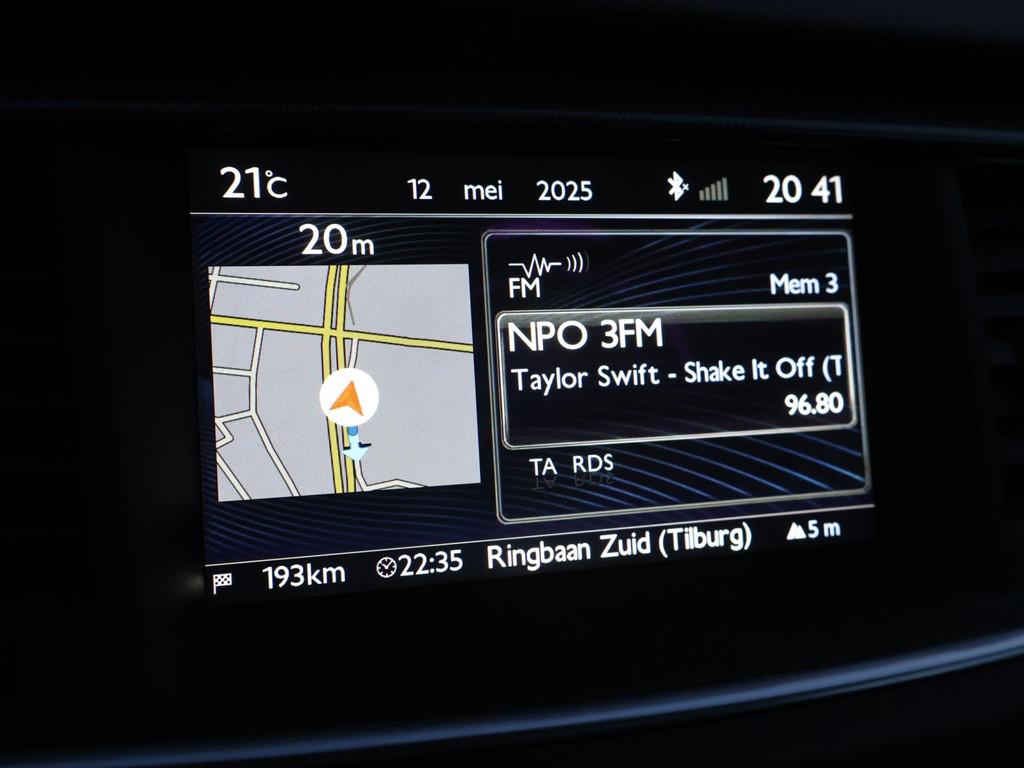 21°C 12 mei 2025 20 41
20m
FM
Mem 3
NPO 3FM
Taylor Swift - Shake It Off (T
96.80
TA RDS
193km 22:35 Ringbaan Zuid (Tilburg) 5 m